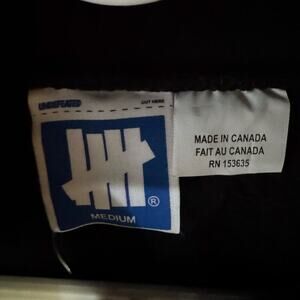 UNDEFEATED
CUT HERE
®
MEDIUM
MADE IN CANADA
FAIT AU CANADA
RN 153635